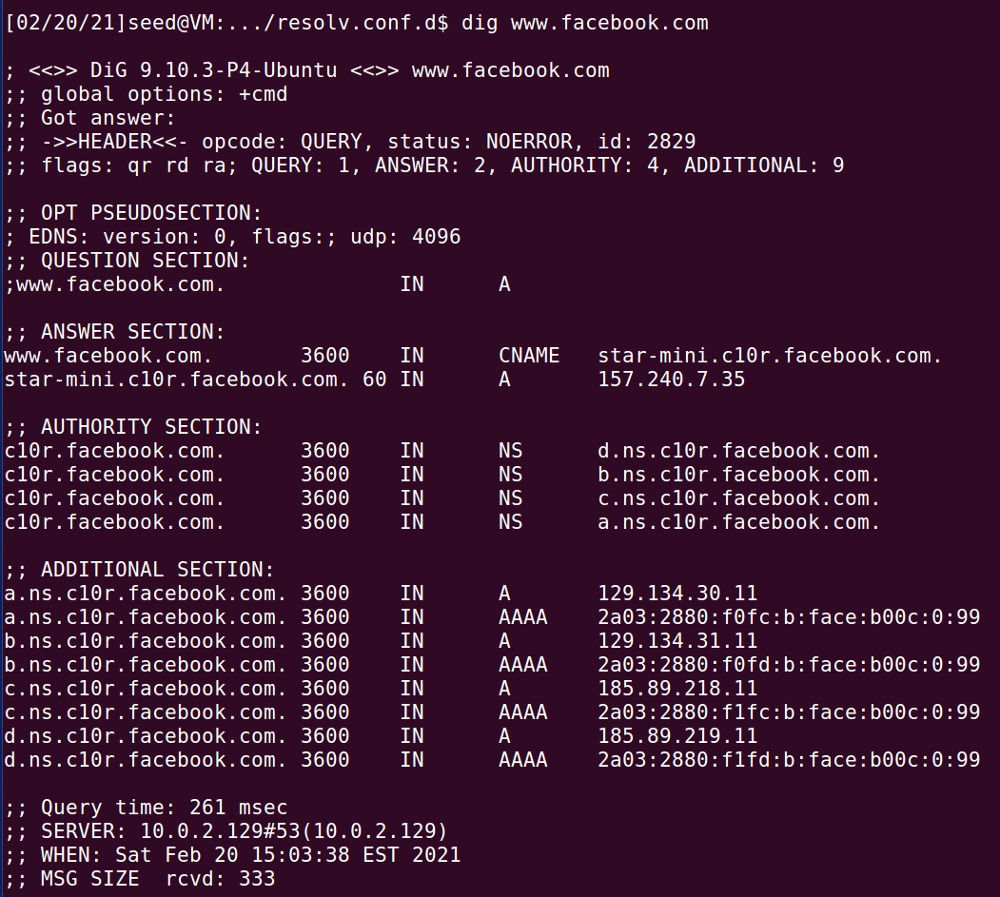 [02/20/21]seed@VM:.../resolv.conf.d$ dig www.facebook.com
; <<>> DiG 9.10.3-P4-Ubuntu <<>> www.facebook.com
;; global options: +cmd
;; Got answer:
;; ->>HEADER<<- opcode: QUERY, status: NOERROR, id: 2829
;; flags: qr rd ra; QUERY: 1, ANSWER: 2, AUTHORITY: 4, ADDITIONAL: 9
;; OPT PSEUDOSECTION:
; EDNS: version: 0, flags:; udp: 4096
;; QUESTION SECTION:
;www.facebook.com. IN A
;; ANSWER SECTION:
www.facebook.com. 3600 IN CNAME star-mini.c10r.facebook.com.
star-mini.c10r.facebook.com. 60 IN A 157.240.7.35
;; AUTHORITY SECTION:
c10r.facebook.com. 3600 IN NS d.ns.c10r.facebook.com.
c10r.facebook.com. 3600 IN NS b.ns.c10r.facebook.com.
c10r.facebook.com. 3600 IN NS c.ns.c10r.facebook.com.
c10r.facebook.com. 3600 IN NS a.ns.c10r.facebook.com.
;; ADDITIONAL SECTION:
a.ns.c10r.facebook.com. 3600 IN A 129.134.30.11
a.ns.c10r.facebook.com. 3600 IN AAAA 2a03:2880:f0fc:b:face:b00c:0:99
b.ns.c10r.facebook.com. 3600 IN A 129.134.31.11
b.ns.c10r.facebook.com. 3600 IN AAAA 2a03:2880:f0fd:b:face:b00c:0:99
c.ns.c10r.facebook.com. 3600 IN A 185.89.218.11
c.ns.c10r.facebook.com. 3600 IN AAAA 2a03:2880:f1fc:b:face:b00c:0:99
d.ns.c10r.facebook.com. 3600 IN A 185.89.219.11
d.ns.c10r.facebook.com. 3600 IN AAAA 2a03:2880:f1fd:b:face:b00c:0:99
;; Query time: 261 msec
;; SERVER: 10.0.2.129#53(10.0.2.129)
;; WHEN: Sat Feb 20 15:03:38 EST 2021
;; MSG SIZE  rcvd: 333